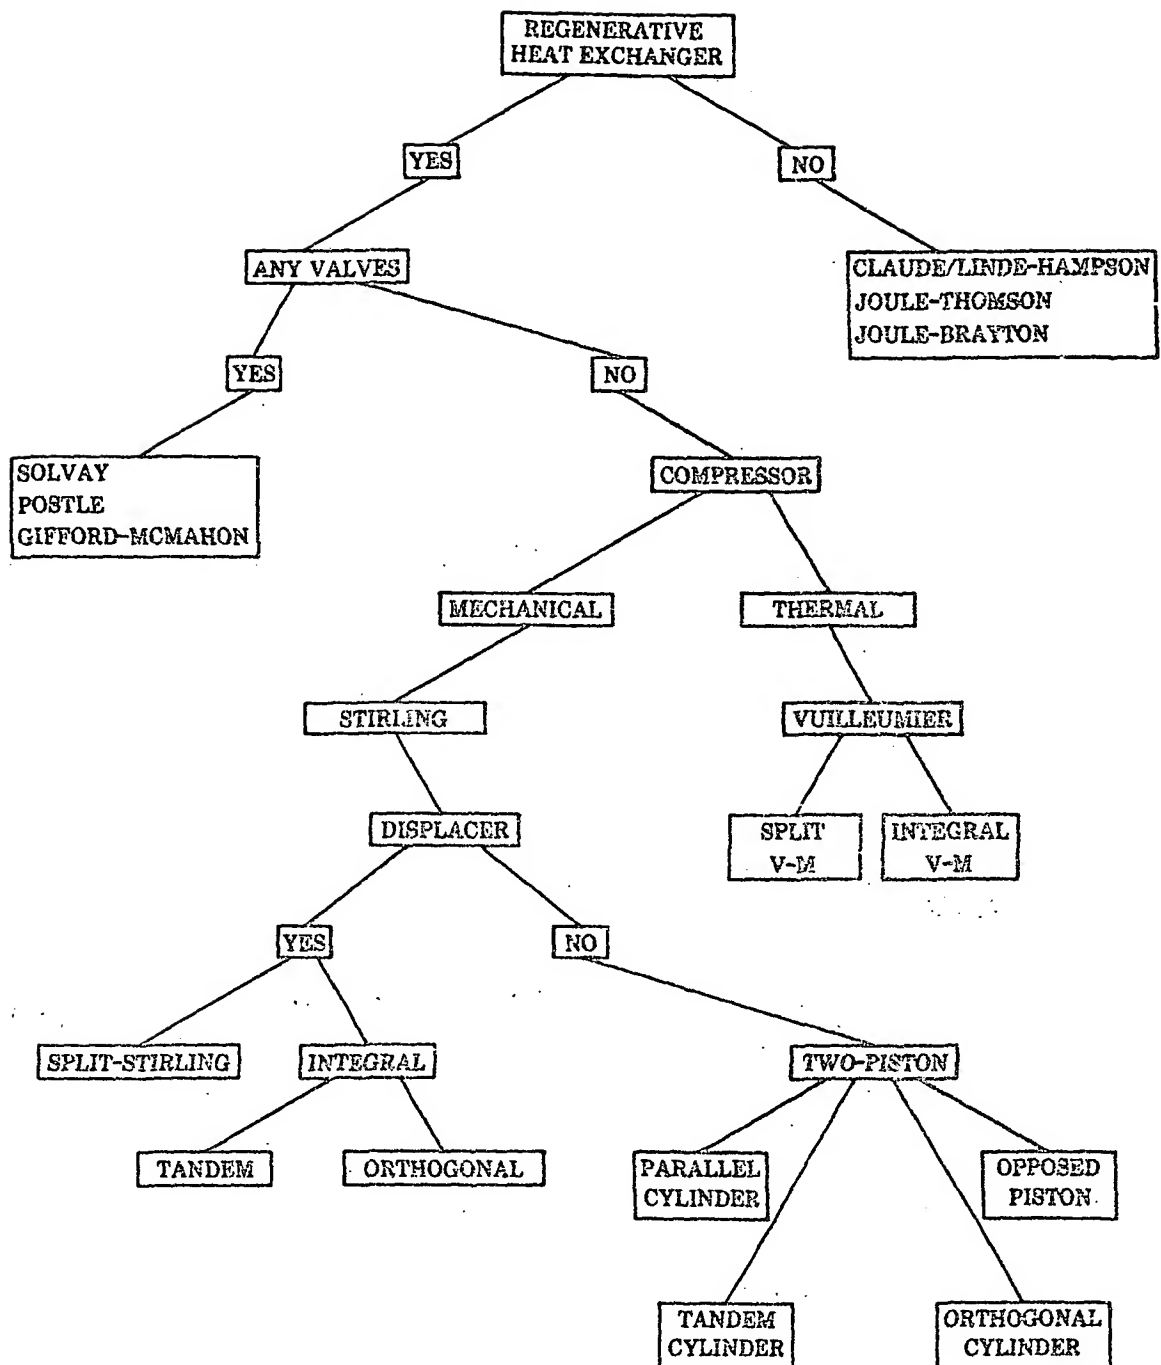 REGENERATIVE
HEAT EXCHANGER
YES
NO
ANY VALVES
CLAUDE/LINDE-HAMPSON
JOULE-THOMSON
JOULE-BRAYTON
YES
NO
SOLVAY
POSTLE
GIFFORD-MCMAHON
COMPRESSOR
MECHANICAL
THERMAL
STIRLING
VUILLEUMIER
DISPLACER
SPLIT
V-M
INTEGRAL
V-M
YES
NO
SPLIT-STIRLING
INTEGRAL
TWO-PISTON
TANDEM
ORTHOGONAL
PARALLEL
CYLINDER
OPPOSED
PISTON
TANDEM
CYLINDER
ORTHOGONAL
CYLINDER